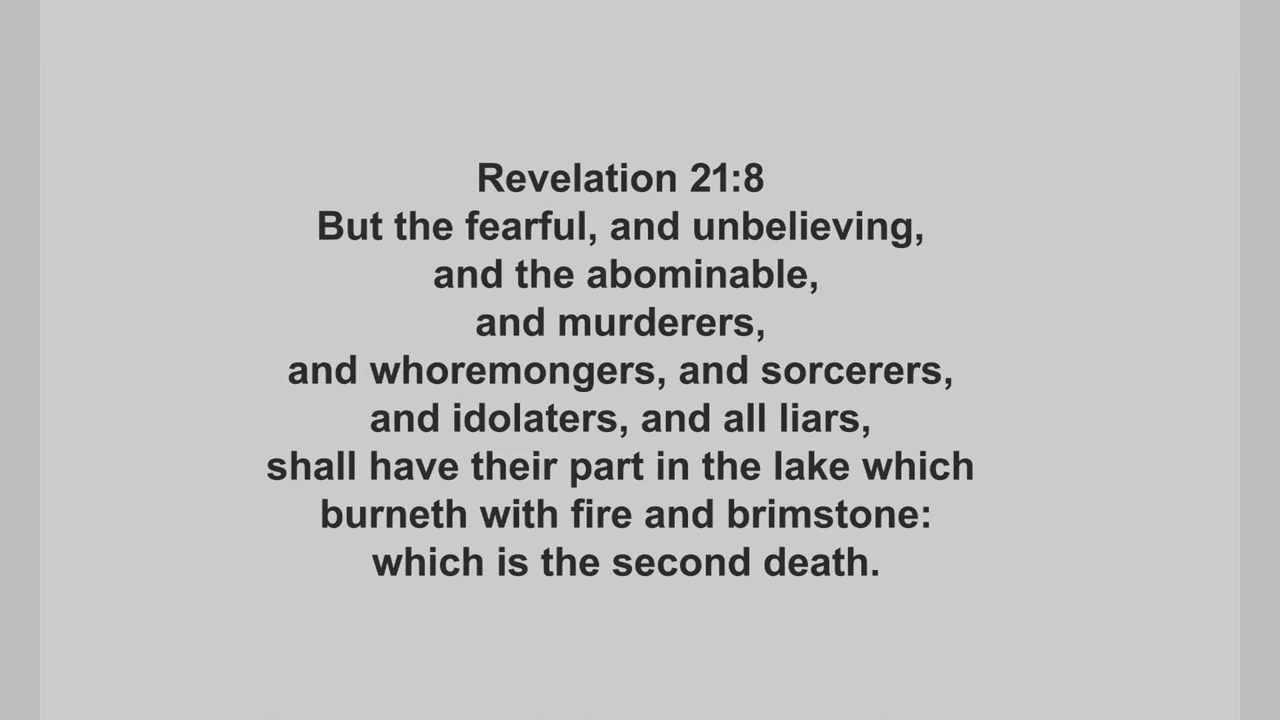 Revelation 21:8
But the fearful, and unbelieving,
and the abominable,
and murderers,
and whoremongers, and sorcerers,
and idolaters, and all liars,
shall have their part in the lake which
burneth with fire and brimstone:
which is the second death.